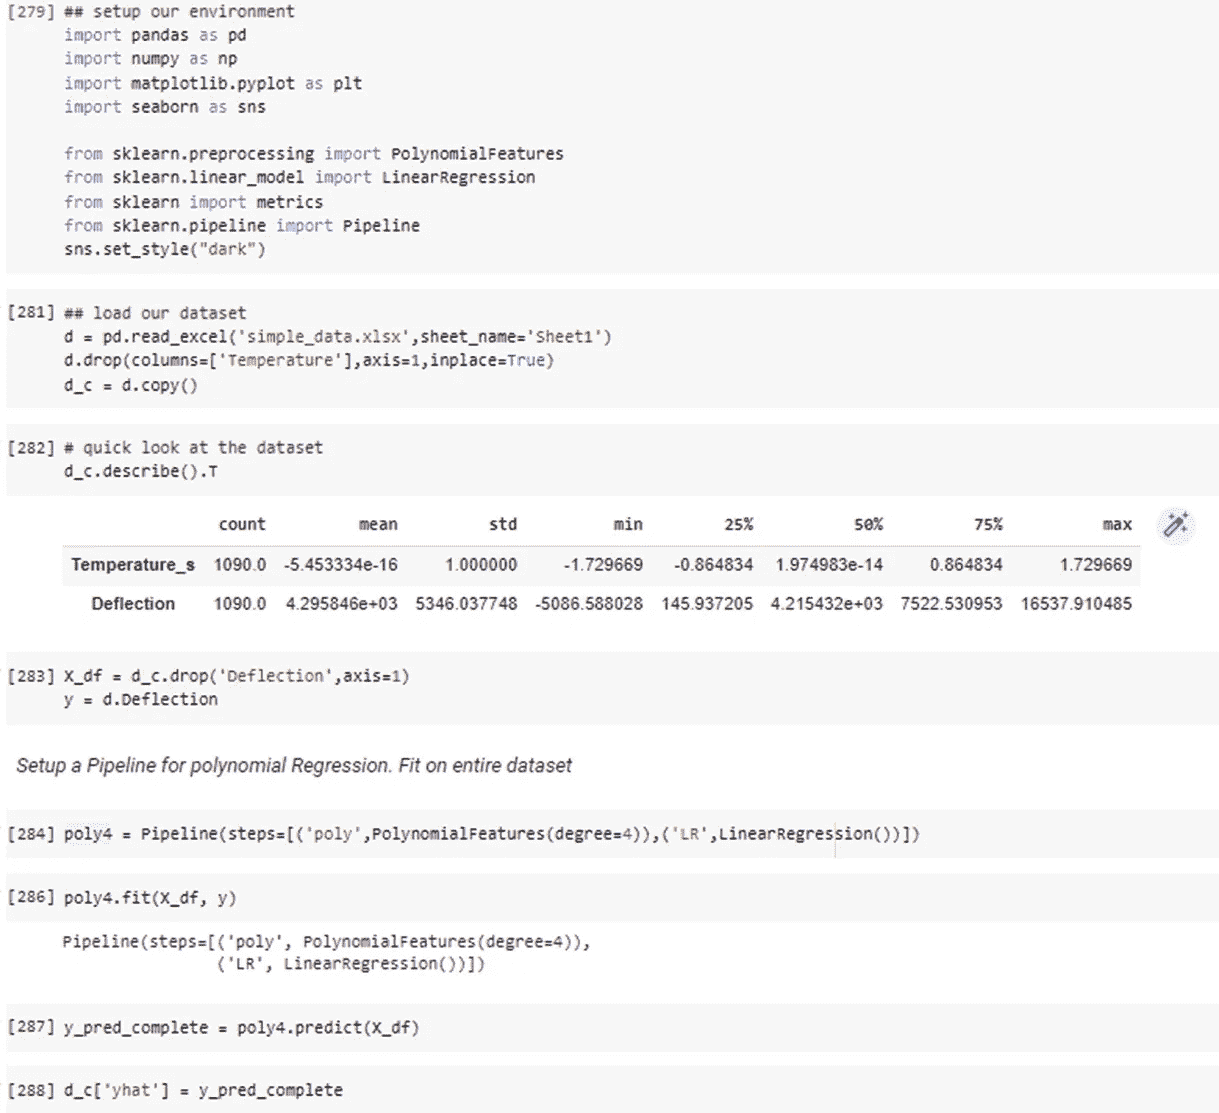 [279] ## setup our environment
import pandas as pd
import numpy as np
import matplotlib.pyplot as plt
import seaborn as sns
from sklearn.preprocessing import PolynomialFeatures
from sklearn.linear_model import LinearRegression
from sklearn import metrics
from sklearn.pipeline import Pipeline
sns.set_style("dark")
[281] ## load our dataset
d = pd.read_excel('simple_data.xlsx',sheet_name='Sheet1')
d.drop(columns=['Temperature'],axis=1,inplace=True)
d_c = d.copy()
[282] # quick look at the dataset
d_c.describe().T
count mean std min 25% 50% 75% max
Temperature_s 1090.0 -5.453334e-16 1.000000 -1.729669 -0.864834 1.974983e-14 0.864834 1.729669
Deflection 1090.0 4.295846e+03 5346.037748 -5086.588028 145.937205 4.215432e+03 7522.530953 16537.910485
[283] X_df = d_c.drop('Deflection',axis=1)
y = d.Deflection
Setup a Pipeline for polynomial Regression. Fit on entire dataset
[284] poly4 = Pipeline(steps=[('poly',PolynomialFeatures(degree=4)),('LR',LinearRegression())])
[286] poly4.fit(X_df, y)
Pipeline(steps=[('poly', PolynomialFeatures(degree=4)),
('LR', LinearRegression())])
[287] y_pred_complete = poly4.predict(X_df)
[288] d_c['yhat'] = y_pred_complete